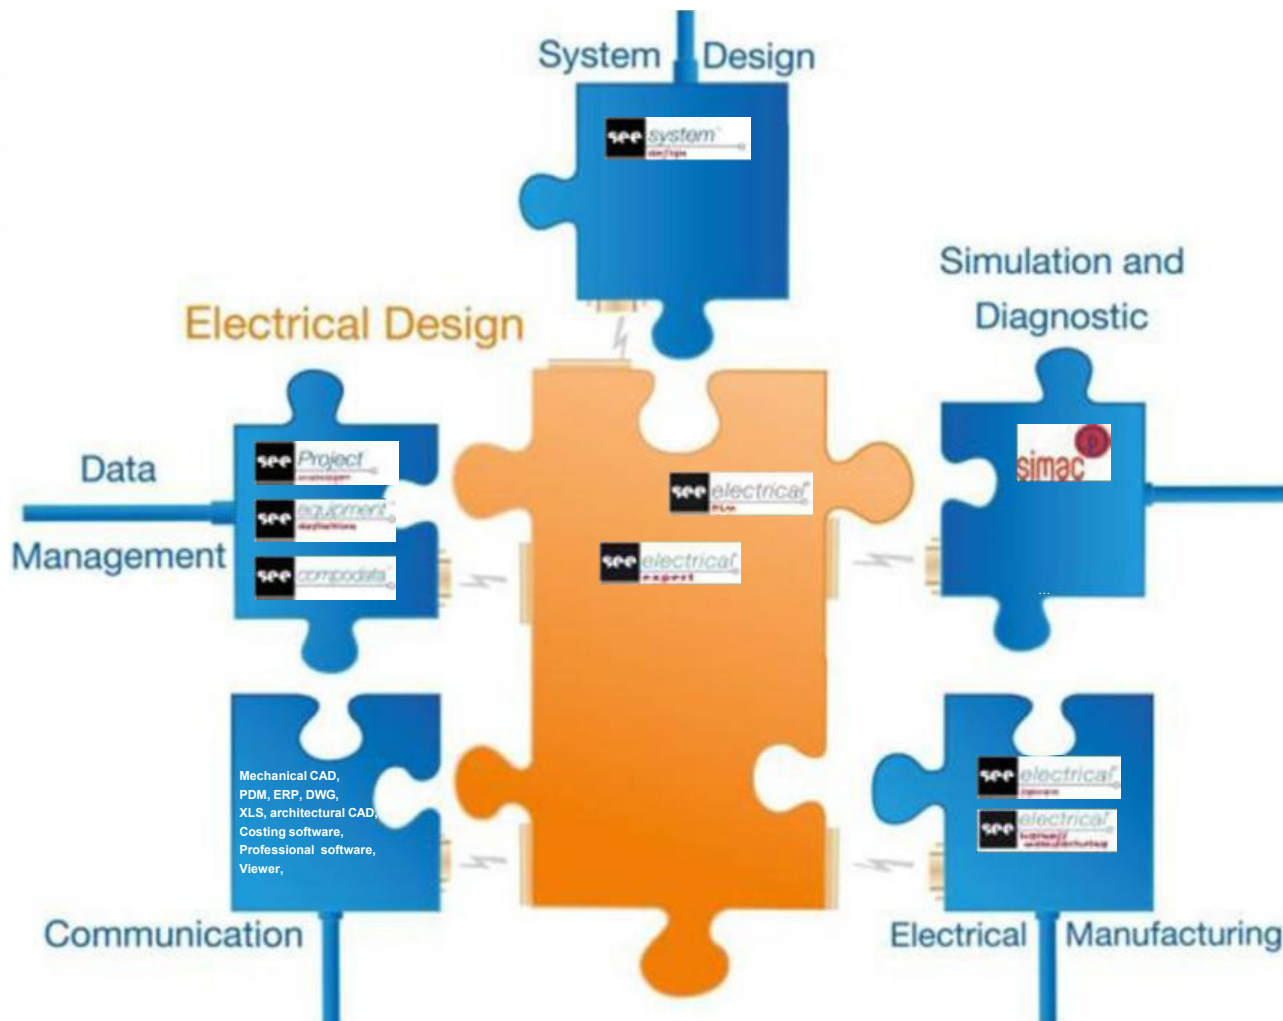 System Design
see system
Simulation and
Diagnostic
Electrical Design
Data
Management
see Project
see equipment
see compodata
simac
see electrical
see electrical
expert
...
Mechanical CAD,
PDM, ERP, DWG,
XLS, architectural CAD,
Costing software,
Professional software,
Viewer,
see electrical
see electrical
Communication
Electrical Manufacturing